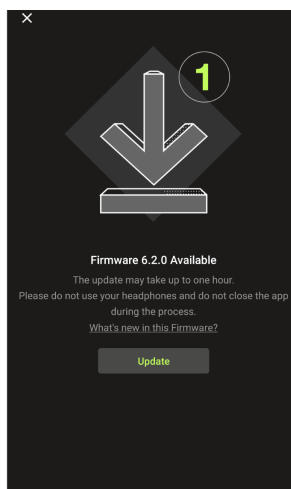 1
Firmware 6.2.0 Available
The update may take up to one hour.
Please do not use your headphones and do not close the app
during the process.
What's new in this Firmware?
Update